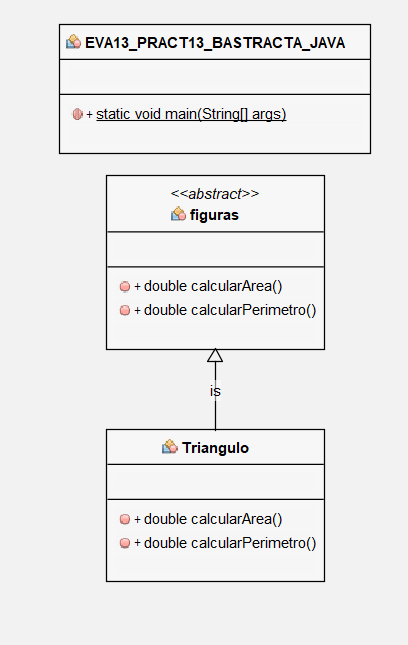 EVA13_PRACT13_BASTRACTA_JAVA
+ static void main(String[] args)
<<abstract>>
figuras
+ double calcularArea()
+ double calcularPerimetro()
is
Triangulo
+ double calcularArea()
+ double calcularPerimetro()